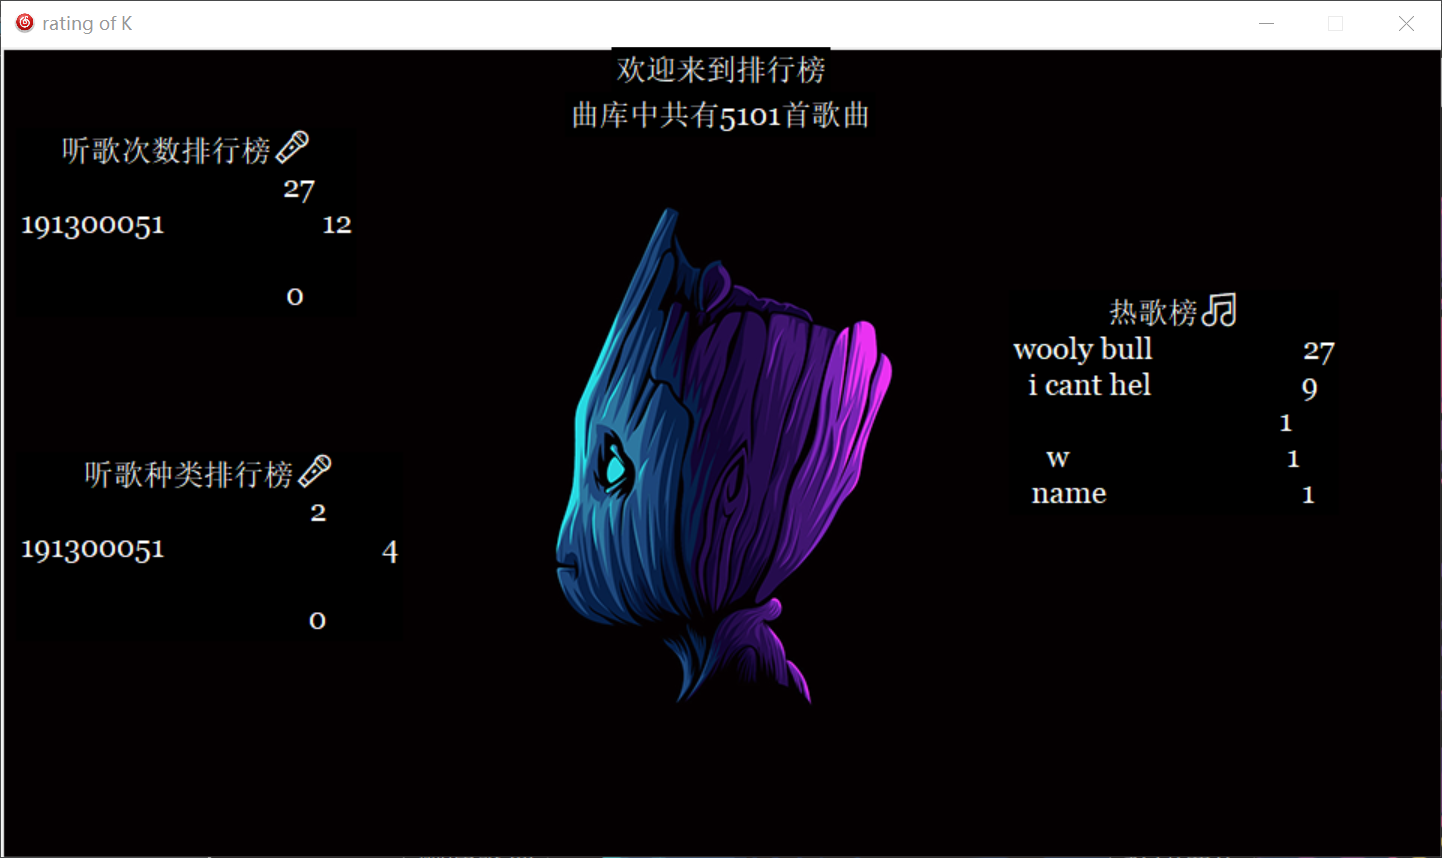 rating of K
欢迎来到排行榜
曲库中共有5101首歌曲
听歌次数排行榜🎤
27
191300051 12
0
听歌种类排行榜🎤
2
191300051 4
0
热歌榜🎵
wooly bull 27
i cant hel 9
1
w 1
name 1